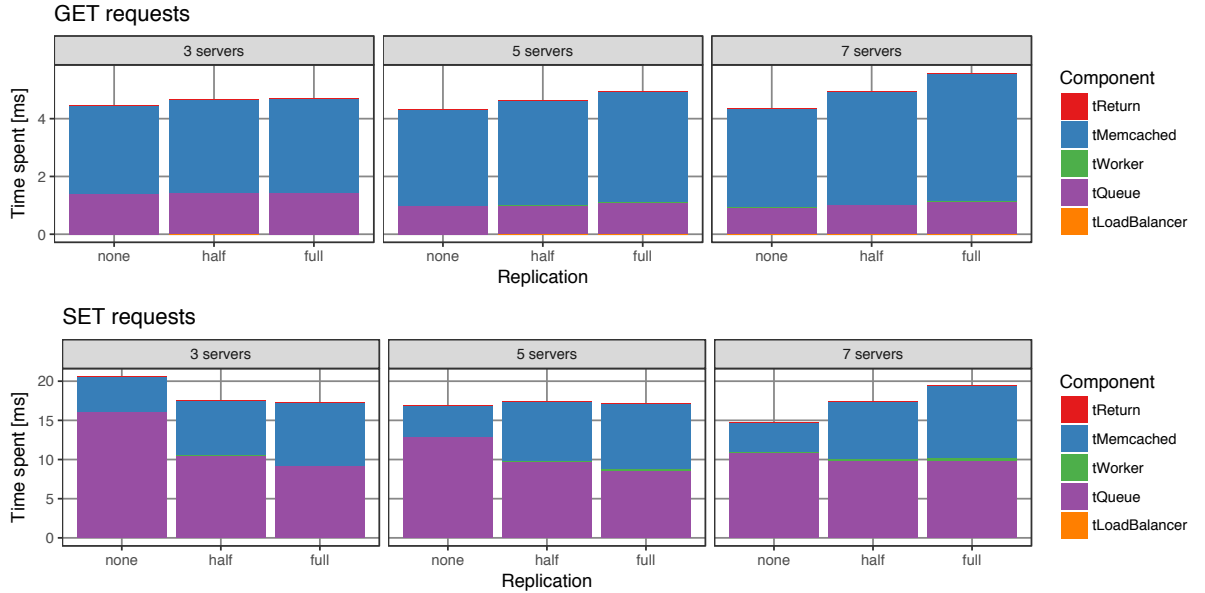 GET requests
3 servers
5 servers
7 servers
Time spent [ms]
4
2
0
none
half
full
none
half
full
none
half
full
Replication
Component
tReturn
tMemcached
tWorker
tQueue
tLoadBalancer
SET requests
3 servers
5 servers
7 servers
Time spent [ms]
20
15
10
5
0
none
half
full
none
half
full
none
half
full
Replication
Component
tReturn
tMemcached
tWorker
tQueue
tLoadBalancer